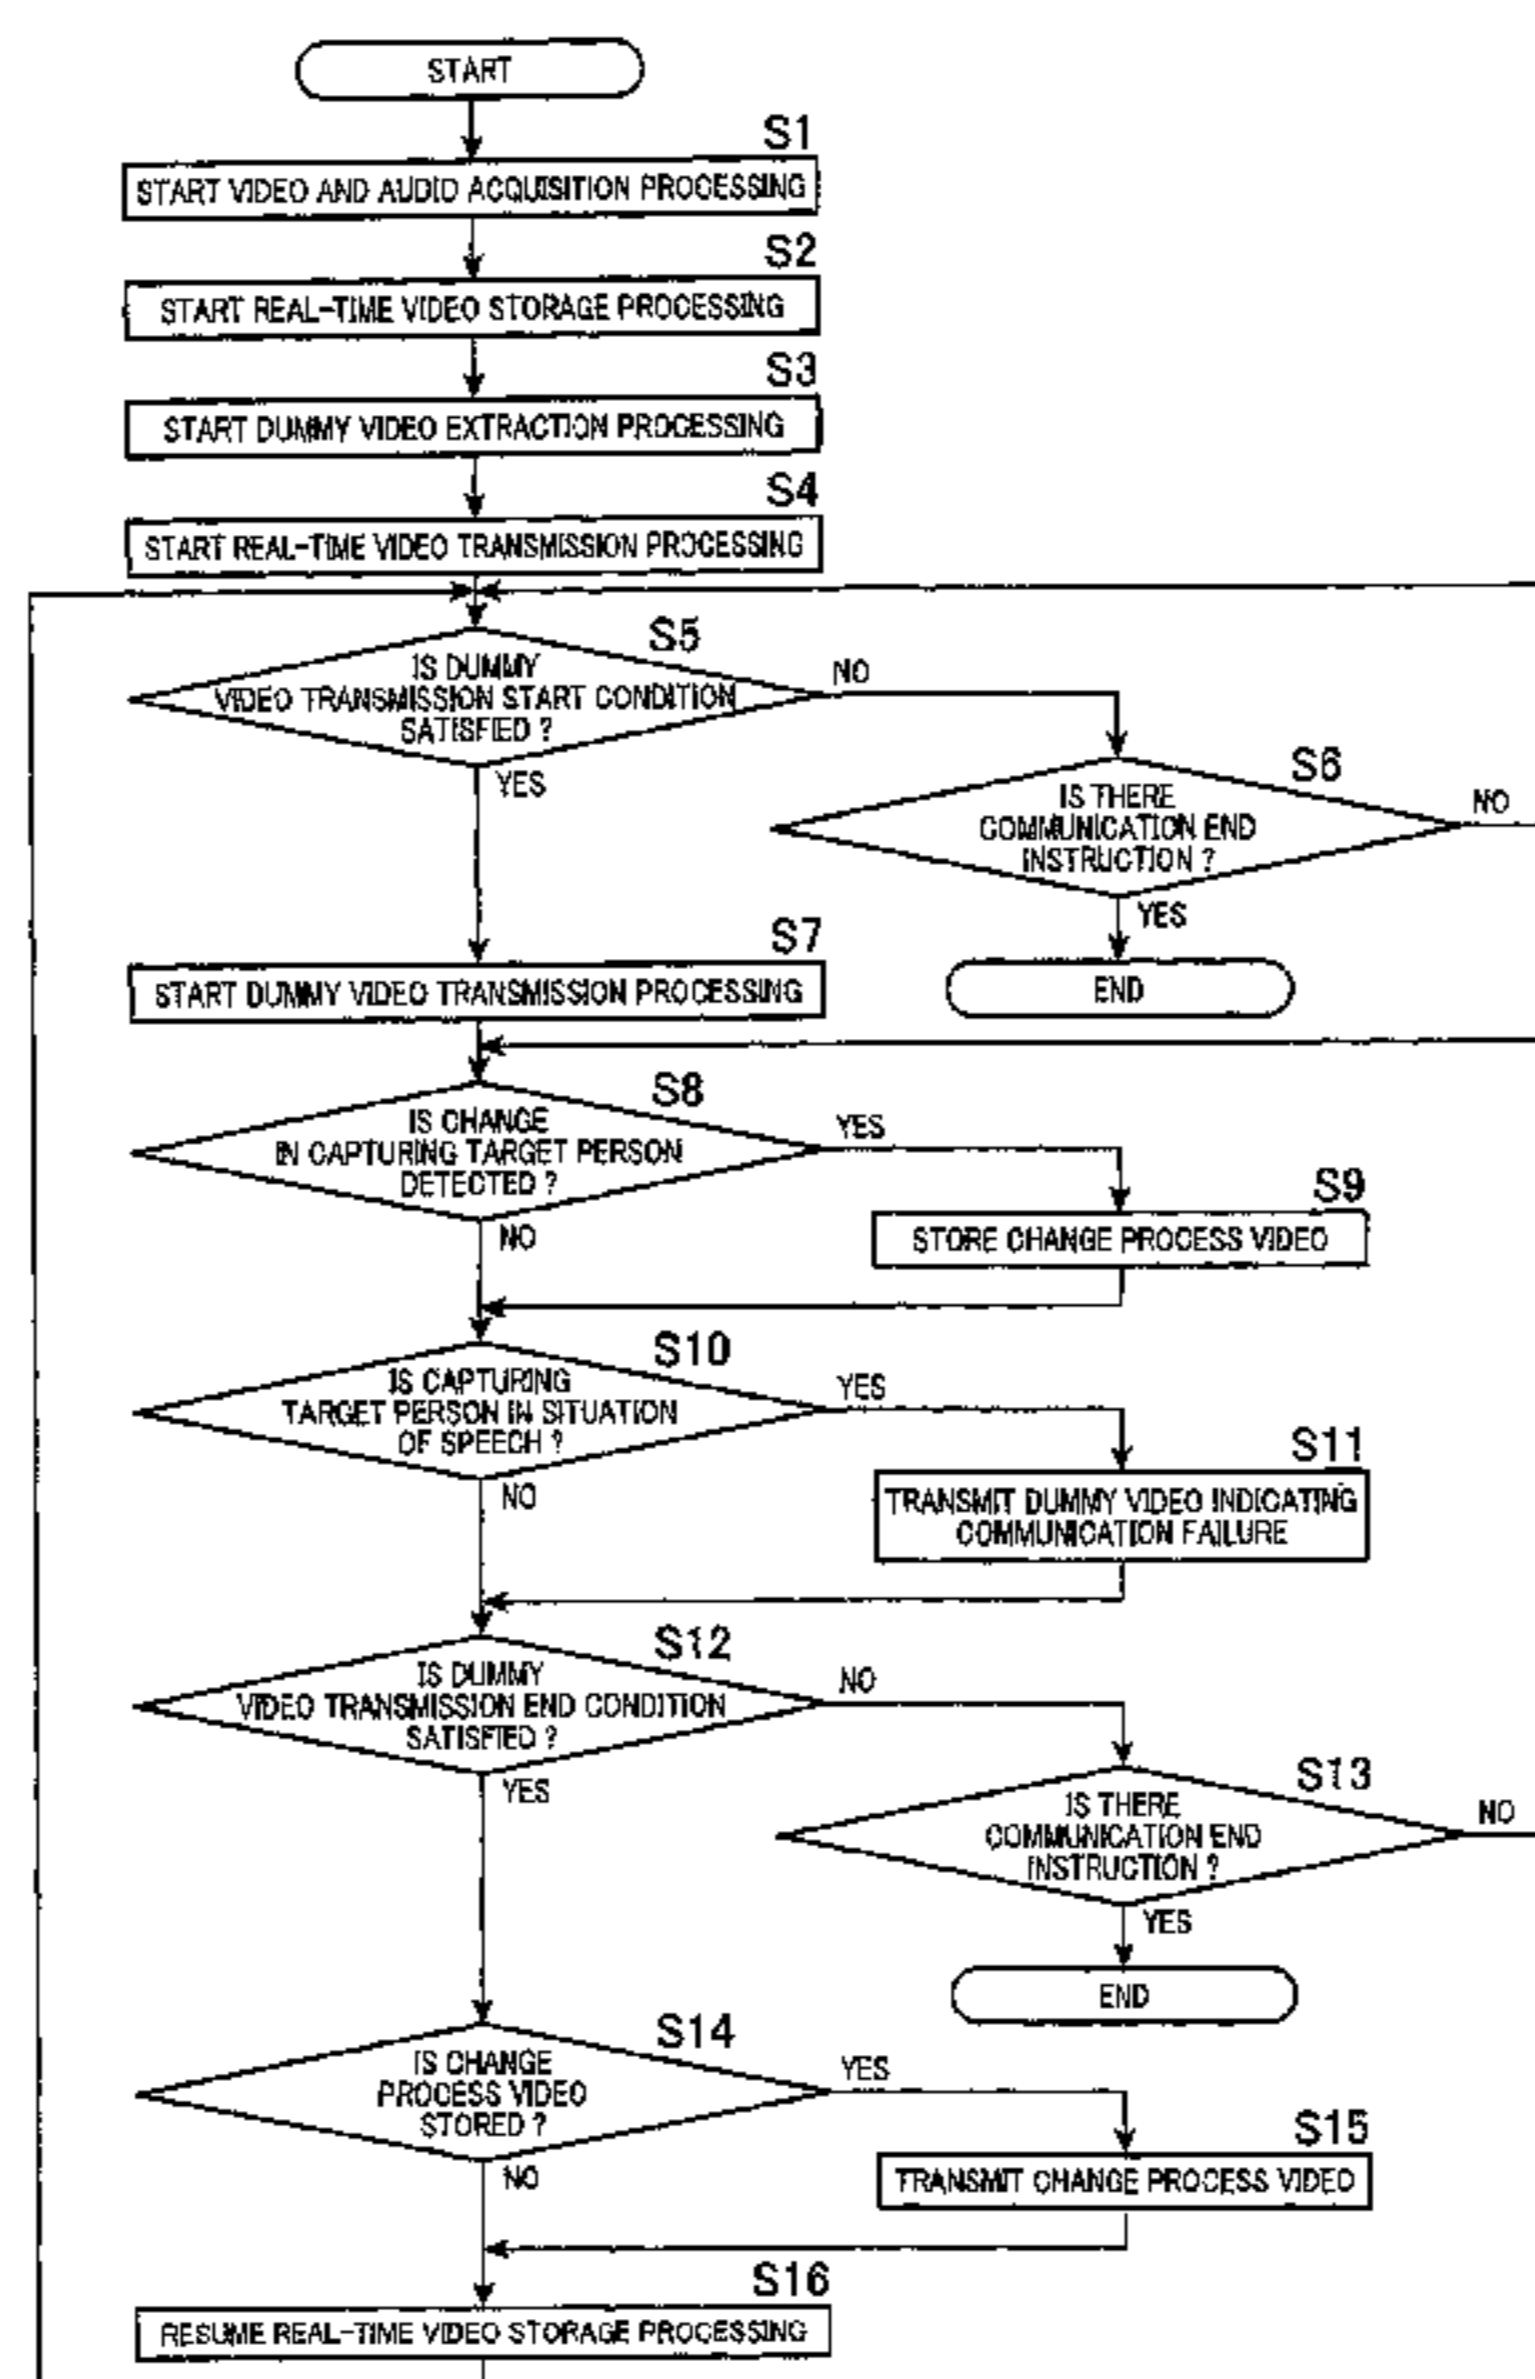 START
S1
START VIDEO AND AUDIO ACQUISITION PROCESSING
S2
START REAL-TIME VIDEO STORAGE PROCESSING
S3
START DUMMY VIDEO EXTRACTION PROCESSING
S4
START REAL-TIME VIDEO TRANSMISSION PROCESSING
S5
IS DUMMY
VIDEO TRANSMISSION START CONDITION
SATISFIED ?
NO
YES
S6
IS THERE
COMMUNICATION END
INSTRUCTION ?
NO
YES
END
S7
START DUMMY VIDEO TRANSMISSION PROCESSING
S8
IS CHANGE
IN CAPTURING TARGET PERSON
DETECTED ?
YES
NO
S9
STORE CHANGE PROCESS VIDEO
S10
IS CAPTURING
TARGET PERSON IN SITUATION
OF SPEECH ?
YES
NO
S11
TRANSMIT DUMMY VIDEO INDICATING
COMMUNICATION FAILURE
S12
IS DUMMY
VIDEO TRANSMISSION END CONDITION
SATISFIED ?
NO
YES
S13
IS THERE
COMMUNICATION END
INSTRUCTION ?
NO
YES
END
S14
IS CHANGE
PROCESS VIDEO
STORED ?
YES
NO
S15
TRANSMIT CHANGE PROCESS VIDEO
S16
RESUME REAL-TIME VIDEO STORAGE PROCESSING